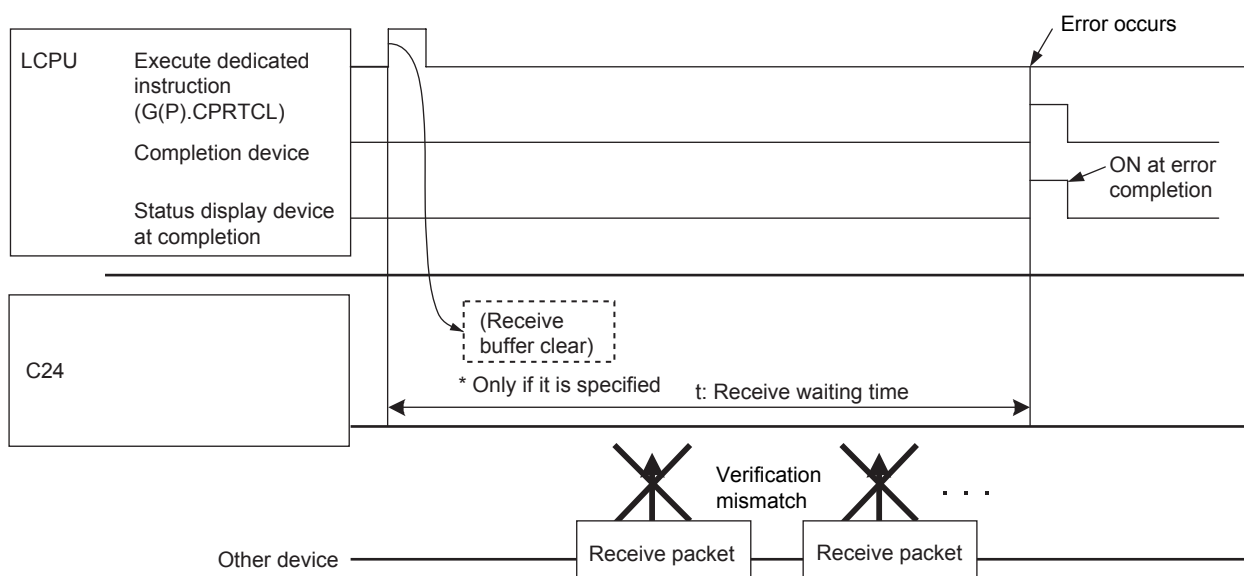 Error occurs
LCPU
Execute dedicated
instruction
(G(P).CPRTCL)
Completion device
ON at error
completion
Status display device
at completion
(Receive
buffer clear)
C24
* Only if it is specified
t: Receive waiting time
Verification
mismatch
. . .
Other device
Receive packet
Receive packet